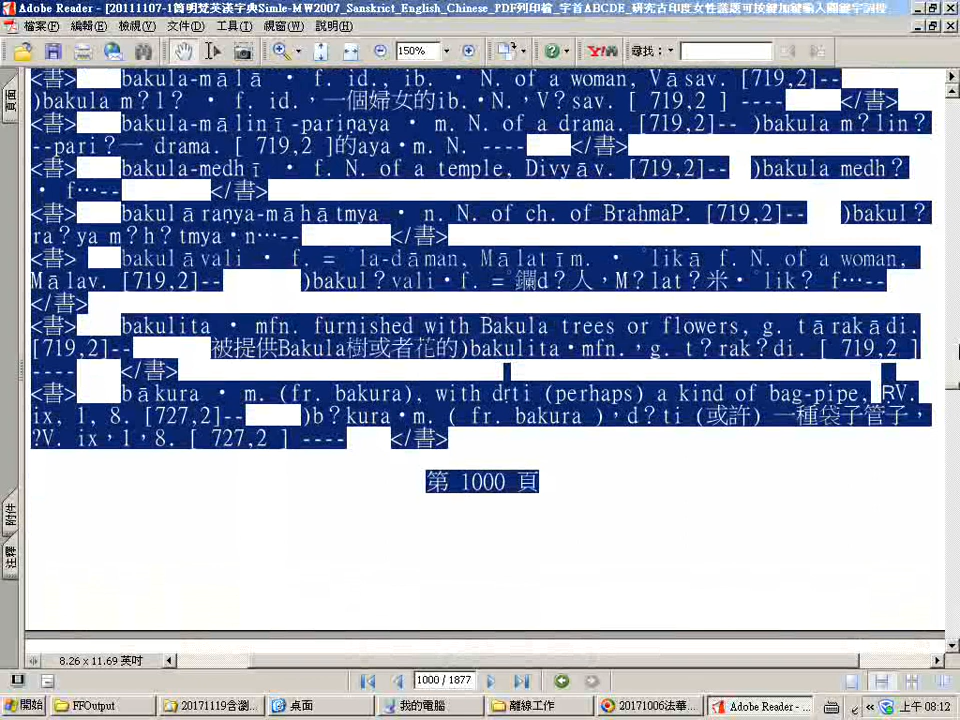 Adobe Reader - [20111107-1簡明梵英漢字典Simle-MW2007_Sanskrict_English_Chinese_PDF列印檔_字首ABCDE_研究古印度女性議題可按鍵盤輸入關鍵字詞搜
檔案(F) 編輯(E) 檢視(V) 文件(D) 工具(T) 視窗(W) 說明(H)
150% Y! 尋找:
頁面
<書> bakula-mālā ‧ f. id., ib. ‧ N. of a woman, Vāsav. [719,2]--
)bakula m?l? ‧ f. id.,一個婦女的ib.‧N.,V?sav. [ 719,2 ] ---- </書>
<書> bakula-mālinī-pariṇaya ‧ m. N. of a drama. [719,2]-- )bakula m?lin?
--pari?一 drama. [ 719,2 ]的aya‧m. N. ---- </書>
<書> bakula-medhī ‧ f. N. of a temple, Divyāv. [719,2]-- )bakula medh?
‧ f…-- </書>
<書> bakulāraṇya-māhātmya ‧ n. N. of ch. of BrahmaP. [719,2]-- )bakul?
ra?ya m?h?tmya‧n…-- </書>
<書> bakulāvali ‧ f. = ゜la-dāman, Mālatīm. ‧ ゜likā f. N. of a woman,
Mālav. [719,2]-- )bakul?vali‧f. =゜鑭d?人,M?lat?米‧゜lik? f…--
</書>
<書> bakulita ‧ mfn. furnished with Bakula trees or flowers, g. tārakādi.
[719,2]-- 被提供Bakula樹或者花的)bakulita‧mfn.,g. t?rak?di. [ 719,2 ]
---- </書>
<書> bākura ‧ m. (fr. bakura), with dṛti (perhaps) a kind of bag-pipe, RV.
ix, 1, 8. [727,2]-- )b?kura‧m. ( fr. bakura ),d?ti (或許) 一種袋子管子,
?V. ix,1,8. [ 727,2 ] ---- </書>
第 1000 頁
附件
注釋
8.26 x 11.69 英吋
1000 / 1877
開始 FFOutput 20171119含瀏... 桌面 我的電腦 離線工作 20171006法華... Adobe Reader - ... 上午 08:12